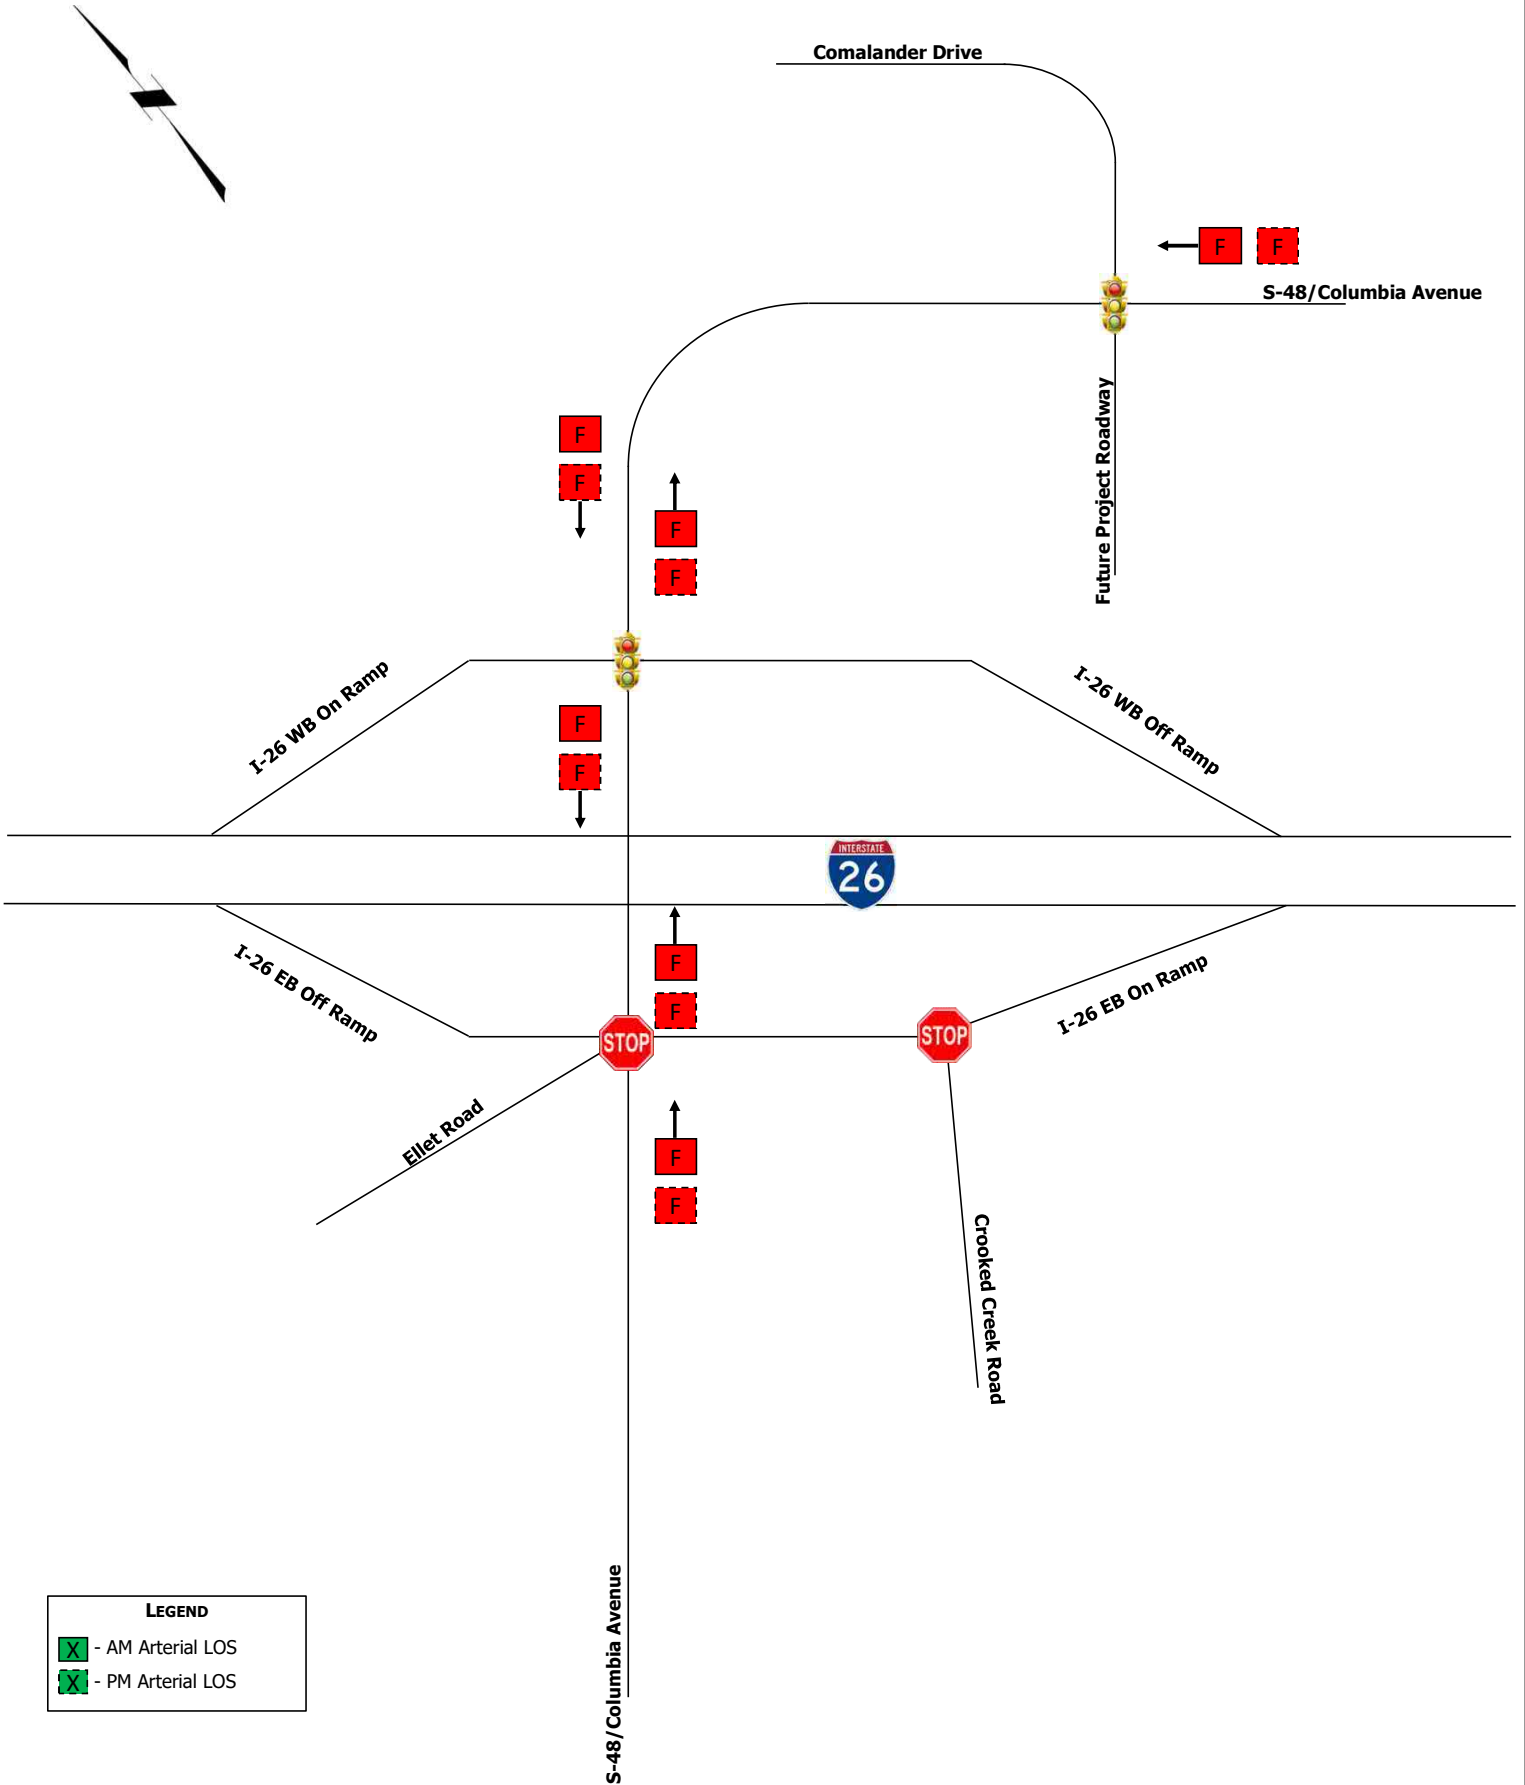 Comalander Drive
F F
S-48/Columbia Avenue
Future Project Roadway
F
F
F
F
I-26 WB On Ramp
I-26 WB Off Ramp
F
F
INTERSTATE
26
I-26 EB Off Ramp
F
F
I-26 EB On Ramp
STOP
STOP
Ellet Road
F
F
Crooked Creek Road
S-48/Columbia Avenue
LEGEND
X - AM Arterial LOS
X - PM Arterial LOS